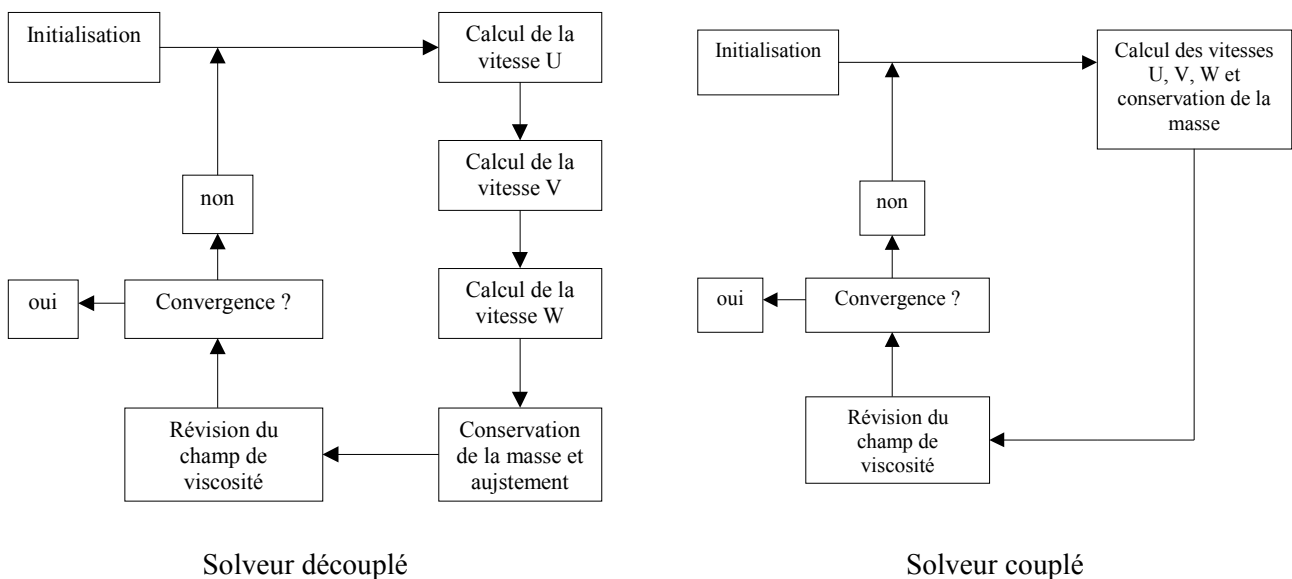 Initialisation
Calcul de la
vitesse U
Calcul de la
vitesse V
Calcul de la
vitesse W
Conservation
de la masse et
aujstement
Révision du
champ de
viscosité
Convergence ?
non
oui
Solveur découplé
Initialisation
Calcul des vitesses
U, V, W et
conservation de la
masse
Révision du
champ de
viscosité
Convergence ?
non
oui
Solveur couplé